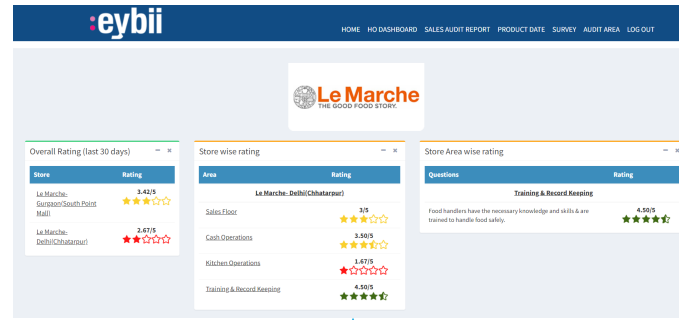 :eybii
HOME HO DASHBOARD SALES AUDIT REPORT PRODUCT DATE SURVEY AUDIT AREA LOG OUT
Le Marche
THE GOOD FOOD STORY.
Overall Rating (last 30 days)
Store Rating
Le Marche-
Gurgaon(South Point
Mall)
3.42/5
Le Marche-
Delhi(Chhatarpur)
2.67/5
Store wise rating
Area Rating
Le Marche- Delhi(Chhatarpur)
Sales Floor 3/5
Cash Operations 3.50/5
Kitchen Operations 1.67/5
Training & Record Keeping 4.50/5
Store Area wise rating
Questions Rating
Training & Record Keeping
Food handlers have the necessary knowledge and skills & are
trained to handle food safely.
4.50/5